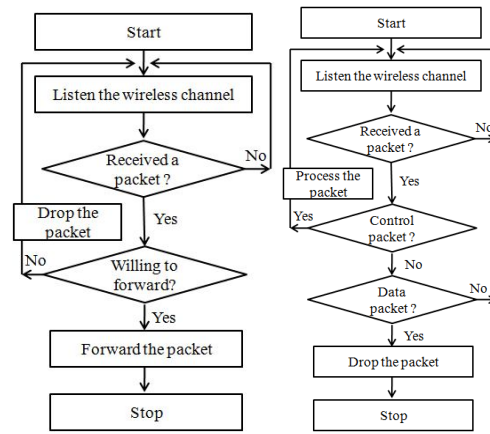 Start
Listen the wireless channel
Received a
packet ?
No
Yes
Drop the
packet
No
Willing to
forward?
Yes
Forward the packet
Stop
Start
Listen the wireless channel
Received a
packet ?
No
Process the
packet
Yes
Yes
Control
packet ?
No
Data
packet ?
No
Yes
Drop the packet
Stop